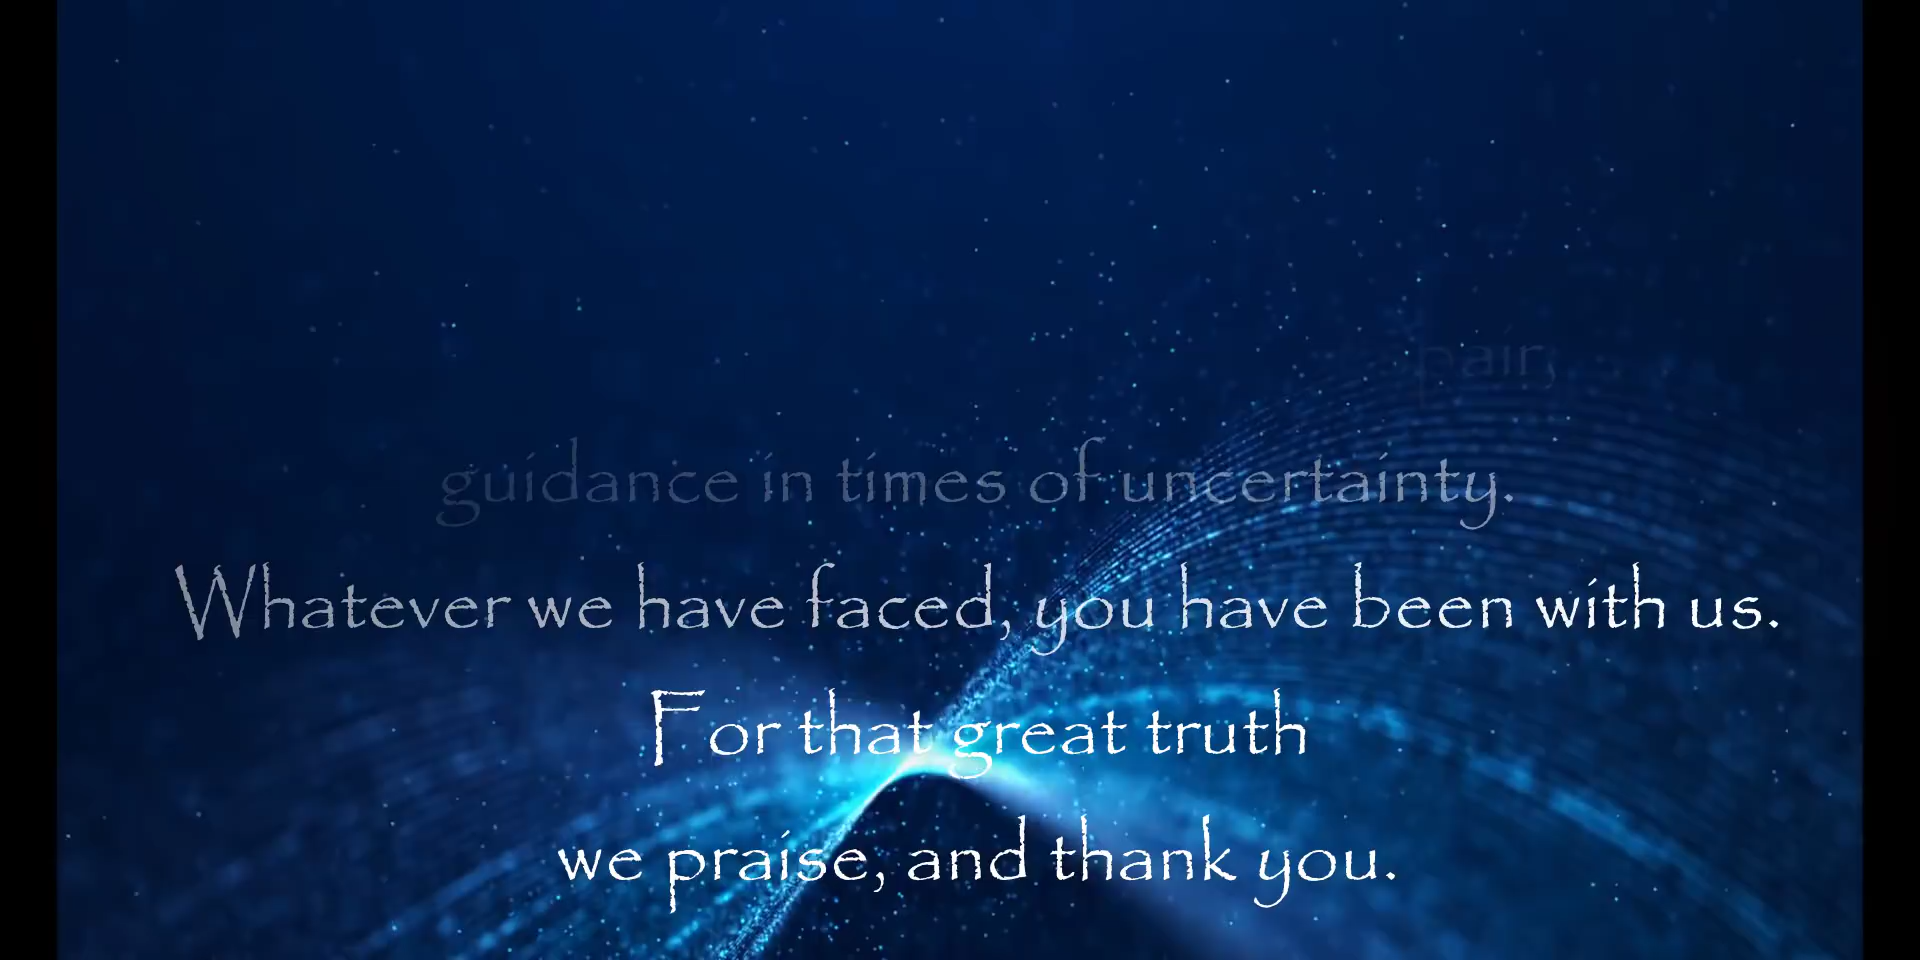 guidance in times of uncertainty.
Whatever we have faced, you have been with us.
For that great truth
we praise, and thank you.